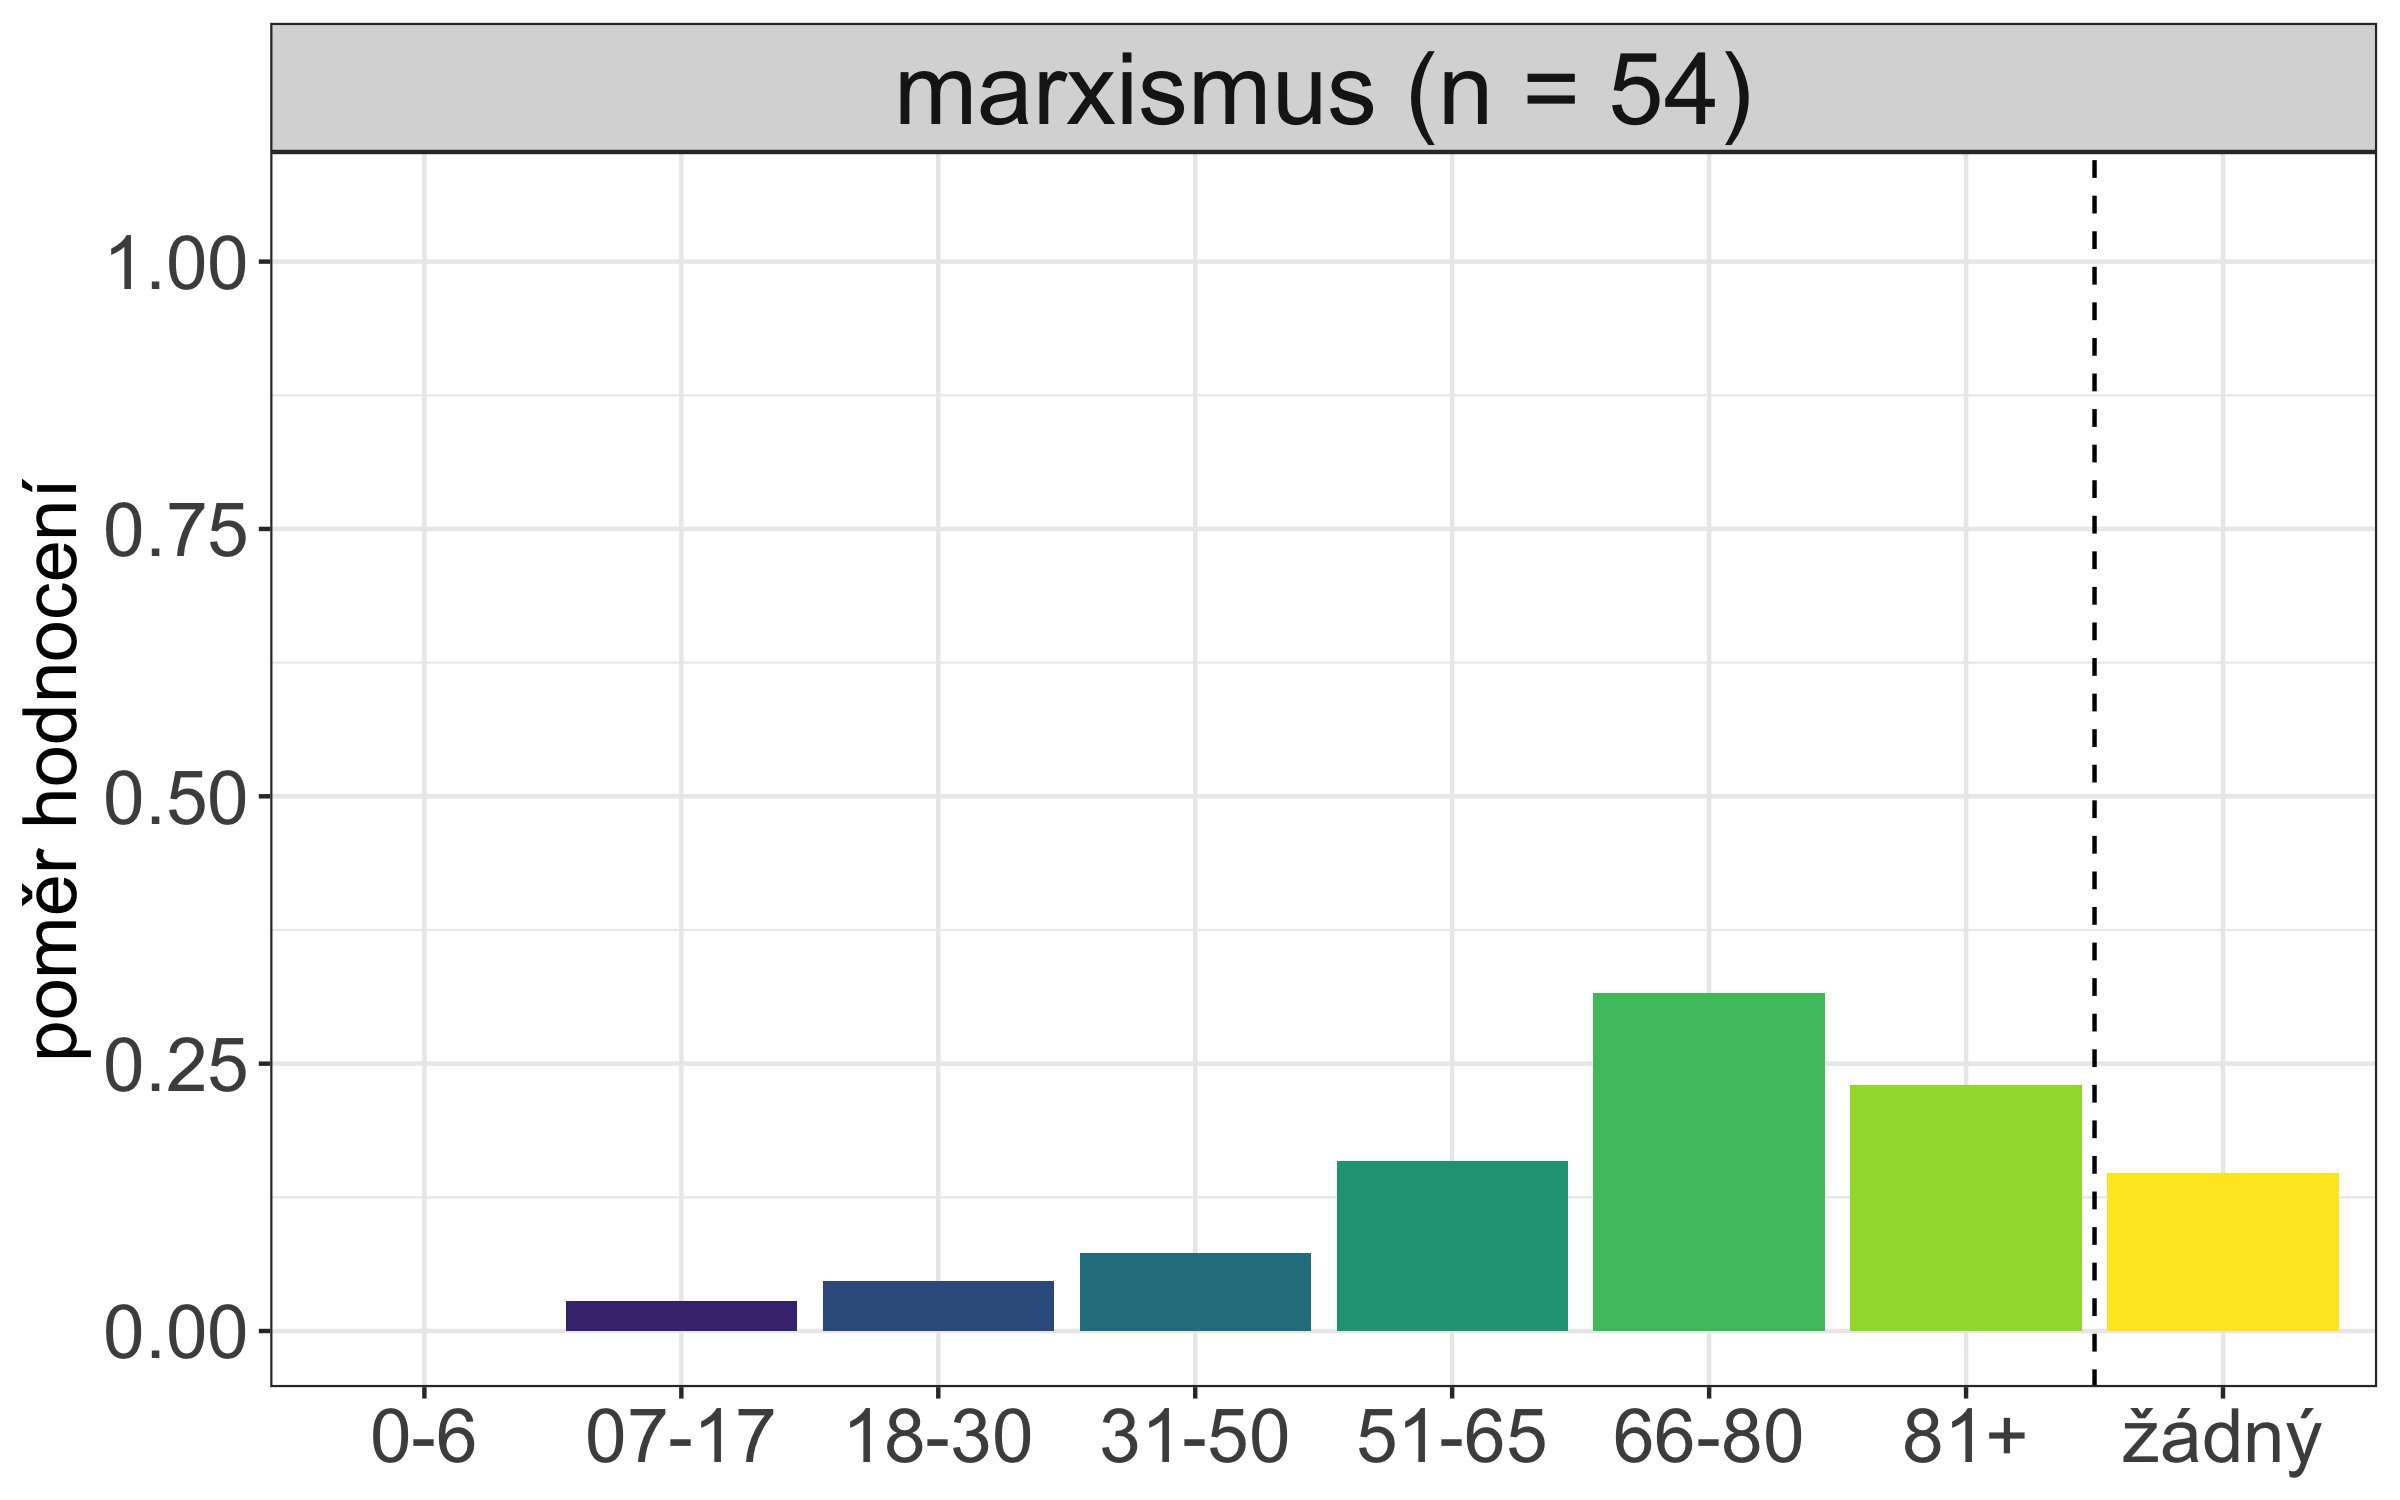 marxismus (n = 54)
poměr hodnocení
1.00
0.75
0.50
0.25
0.00
0-6 07-17 18-30 31-50 51-65 66-80 81+ žádný